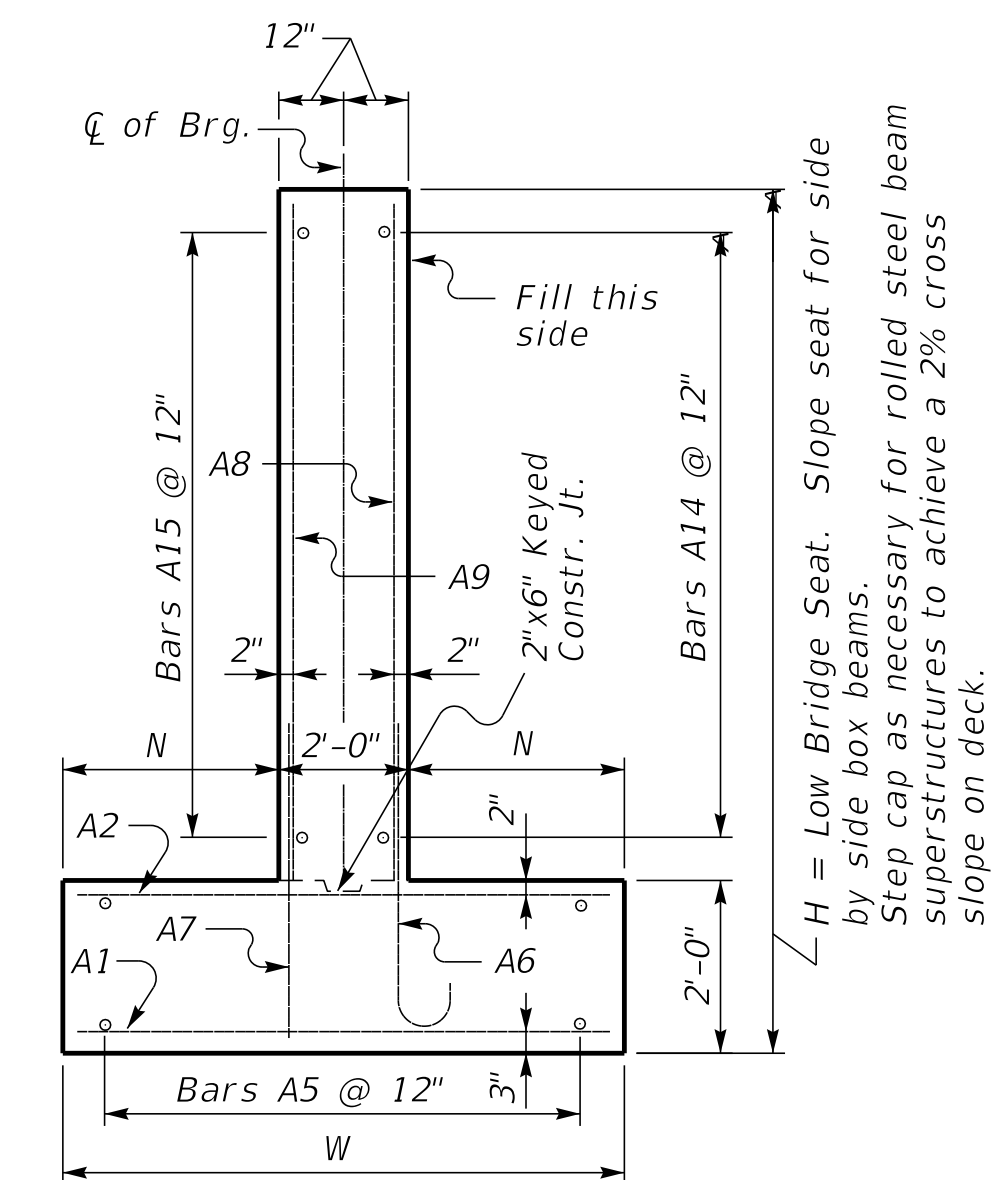 12"
℄ of Brg.
Fill this
side
Bars A15 @ 12"
A8
A9
2"x6" Keyed
Constr. Jt.
Bars A14 @ 12"
H = Low Bridge Seat. Slope seat for side
by side box beams.
Step cap as necessary for rolled steel beam
superstructures to achieve a 2% cross
slope on deck.
2"
2"
N
2'-0"
N
A2
2"
A7
A1
A6
2'-0"
Bars A5 @ 12"
3"
W